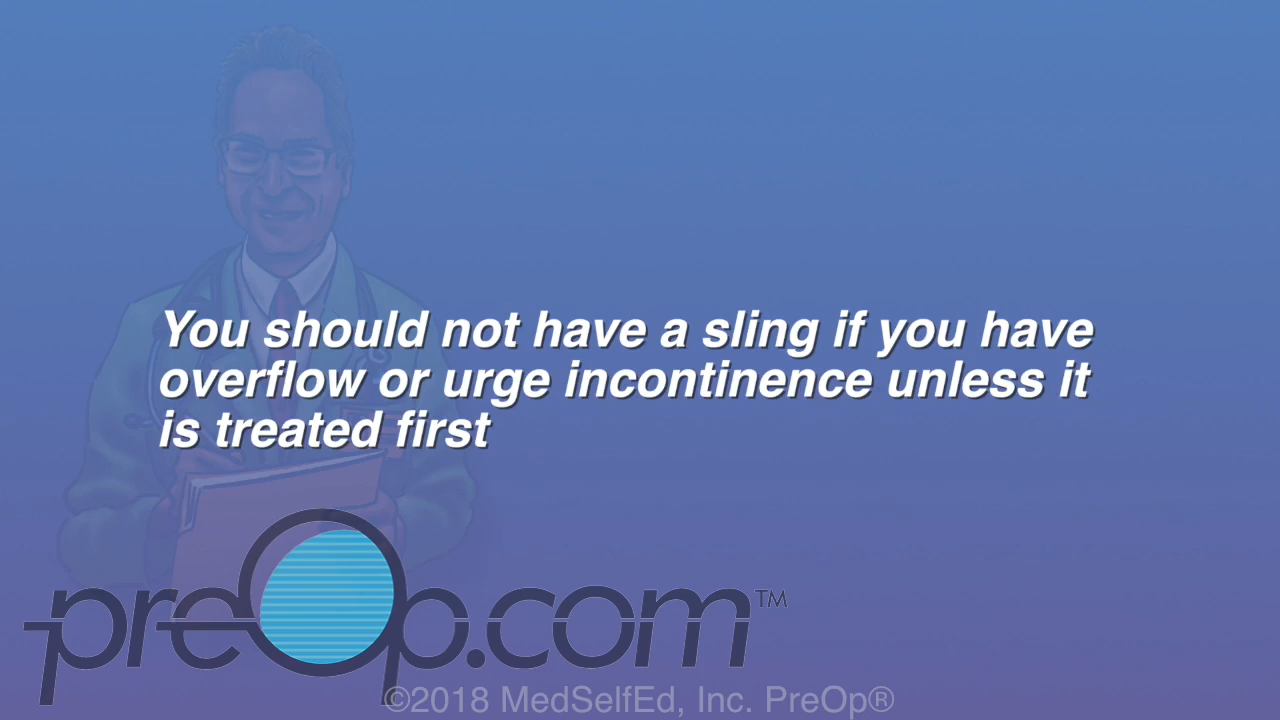 You should not have a sling if you have
overflow or urge incontinence unless it
is treated first
preOp.com™
©2018 MedSelfEd, Inc. PreOp®